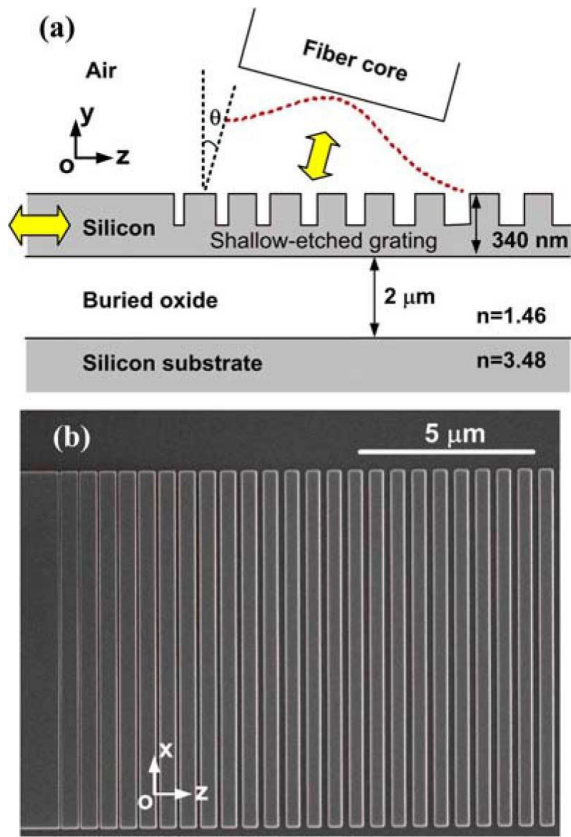 (a)
Fiber core
Air
θ
y
o z
Silicon
Shallow-etched grating
340 nm
Buried oxide
2 μm
n=1.46
Silicon substrate
n=3.48
(b)
5 μm
x
o z